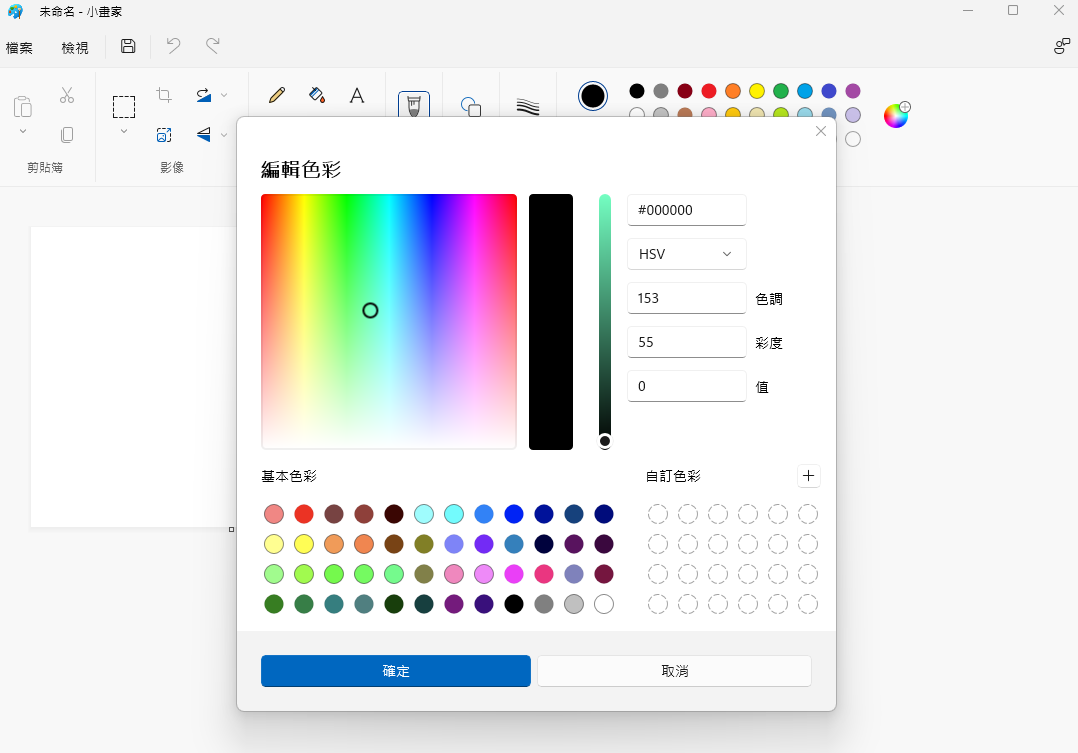 未命名 - 小畫家
檔案 檢視
A
剪貼簿 影像
編輯色彩
#000000
HSV
153 色調
55 彩度
0 值
基本色彩 自訂色彩
確定 取消